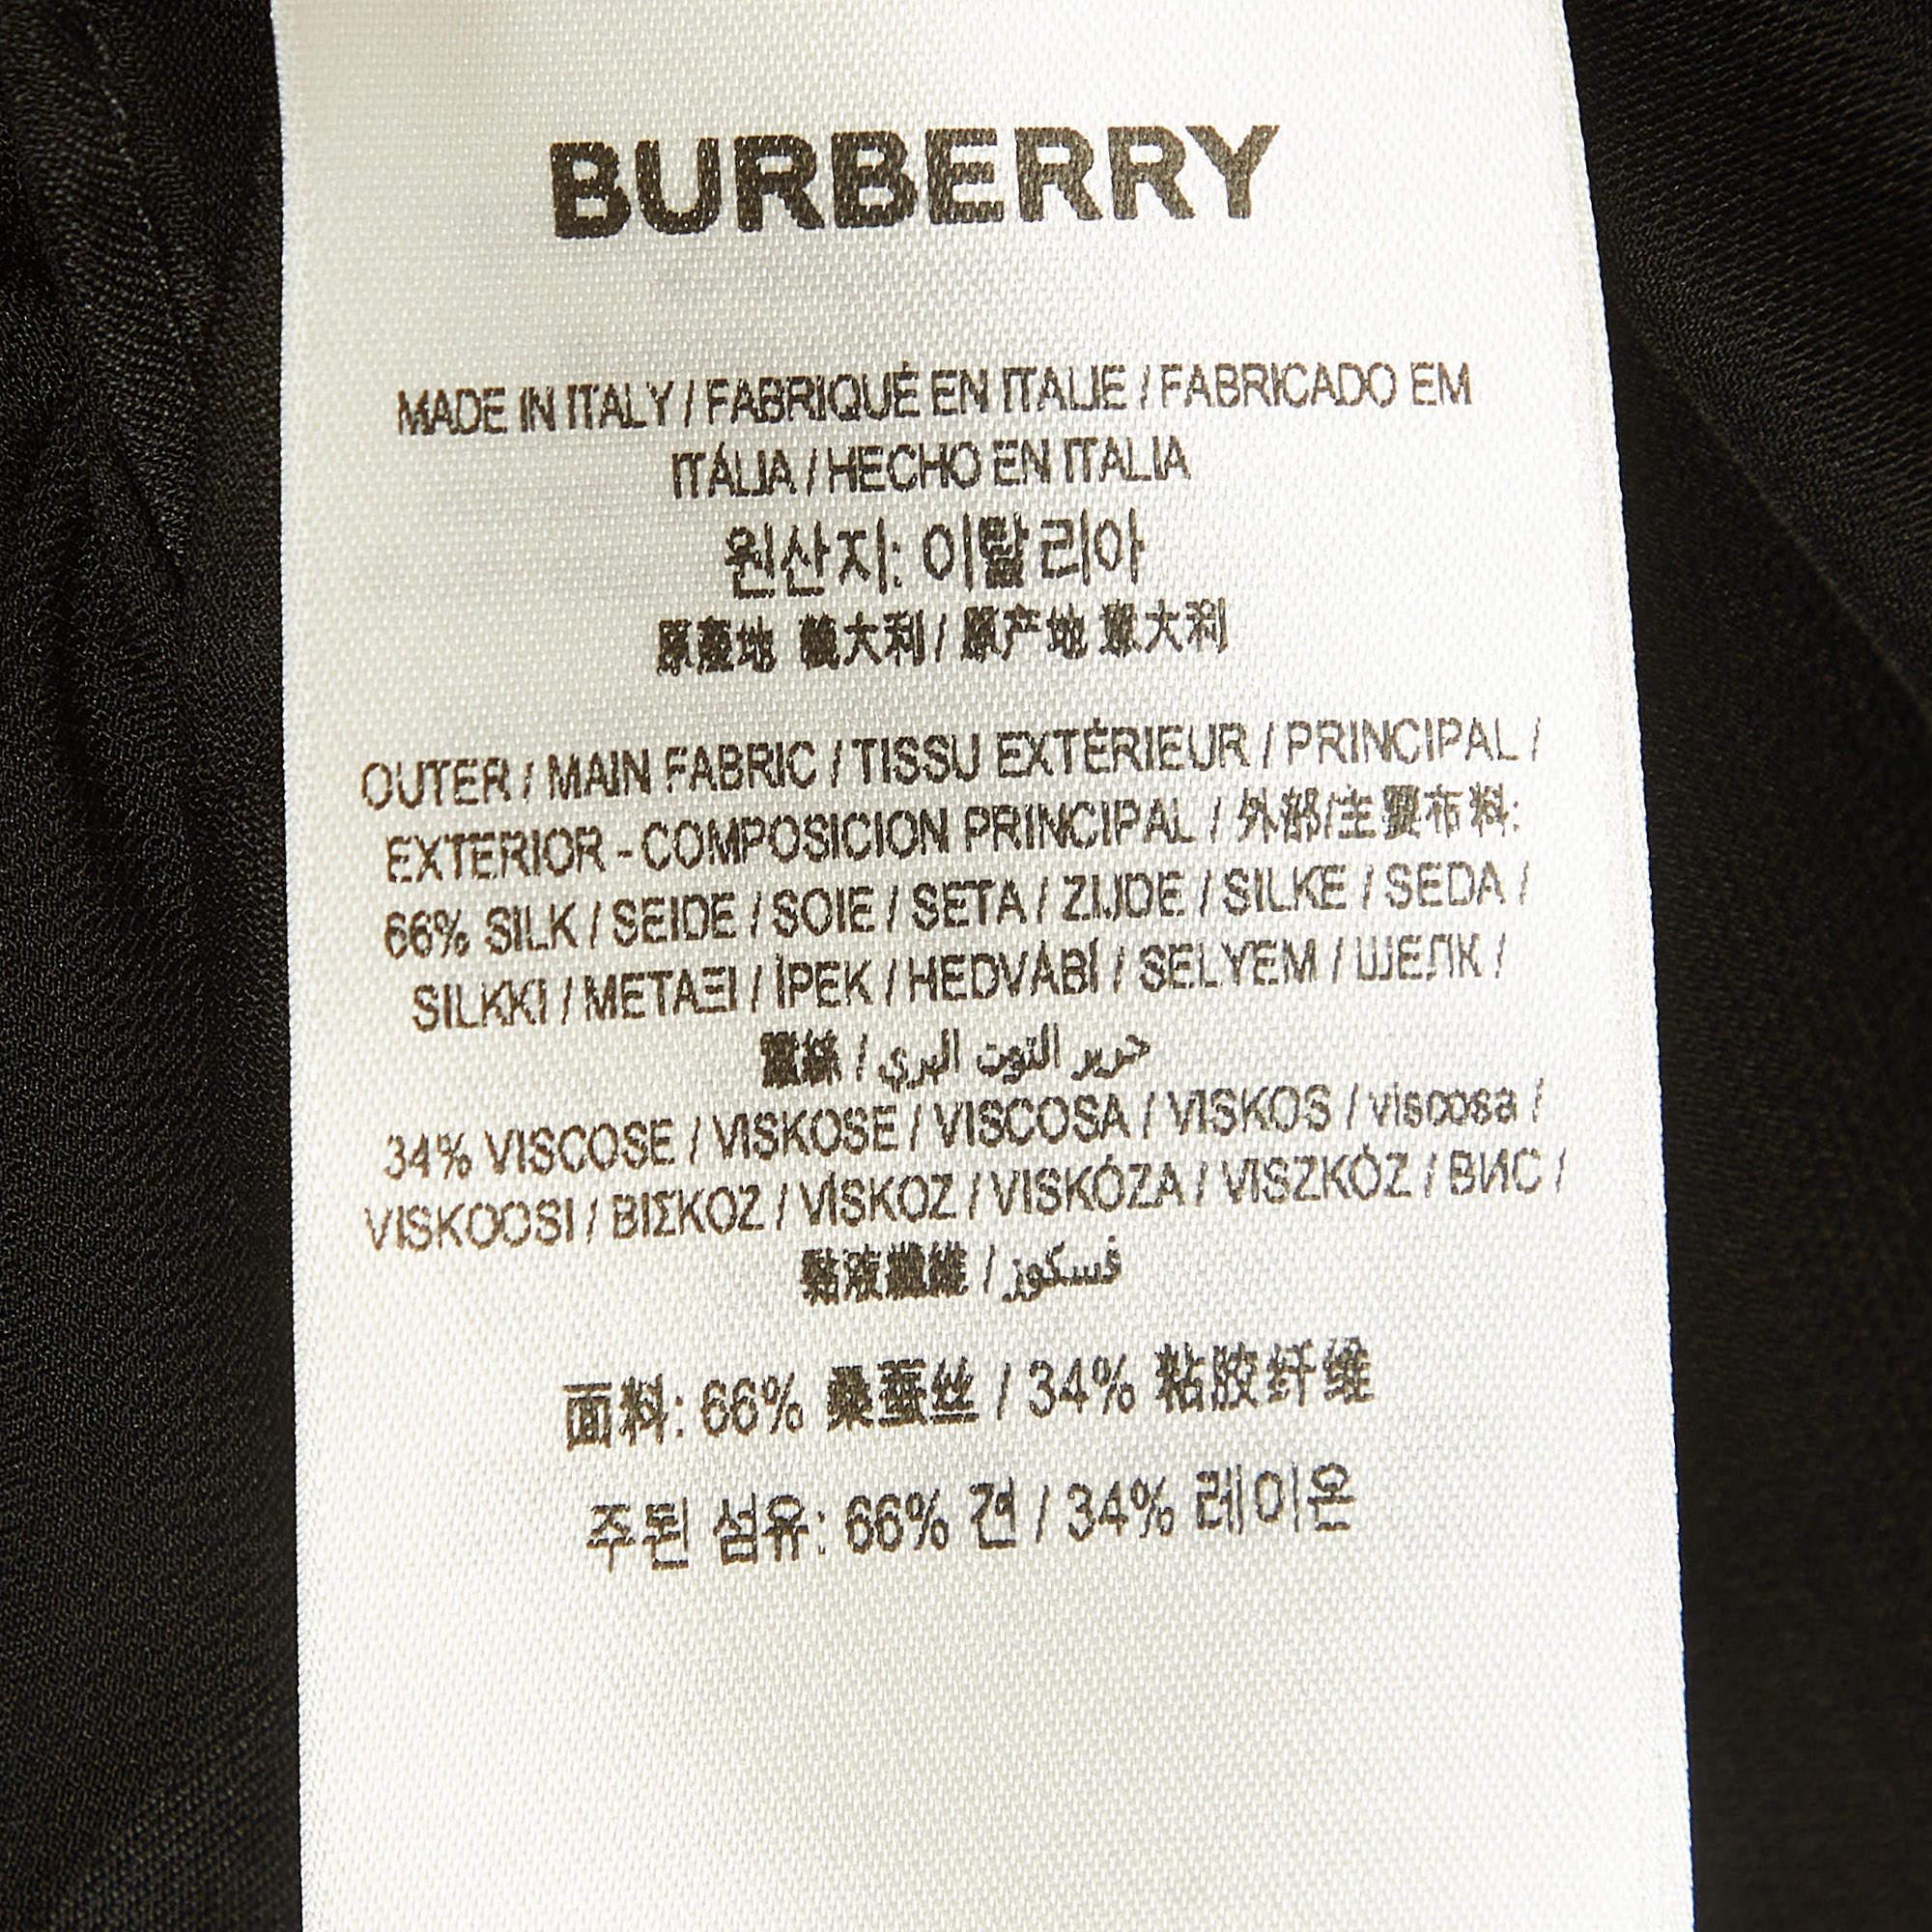 BURBERRY
MADE IN ITALY / FABRIQUÉ EN ITALIE / FABRICADO EM
ITÁLIA / HECHO EN ITALIA
원산지: 이탈리아
原產地 義大利 / 原产地 意大利
OUTER / MAIN FABRIC / TISSU EXTÉRIEUR / PRINCIPAL /
EXTERIOR - COMPOSICION PRINCIPAL / 外部/主要布料:
66% SILK / SEIDE / SOIE / SETA / ZIJDE / SILKE / SEDA /
SILKKI / ΜΕΤΑΞΙ / İPEK / HEDVÁBÍ / SELYEM / ШЕЛК /
蠶絲 / حرير التوت البري
34% VISCOSE / VISKOSE / VISCOSA / VISKOS / viscosa /
VISKOOSI / ΒΙΣΚΟΖ / VİSKOZ / VISKÓZA / VISZKÓZ / ВИС /
黏液纖維 / فسكوز
面料: 66% 桑蚕丝 / 34% 粘胶纤维
주된 섬유: 66% 견 / 34% 레이온